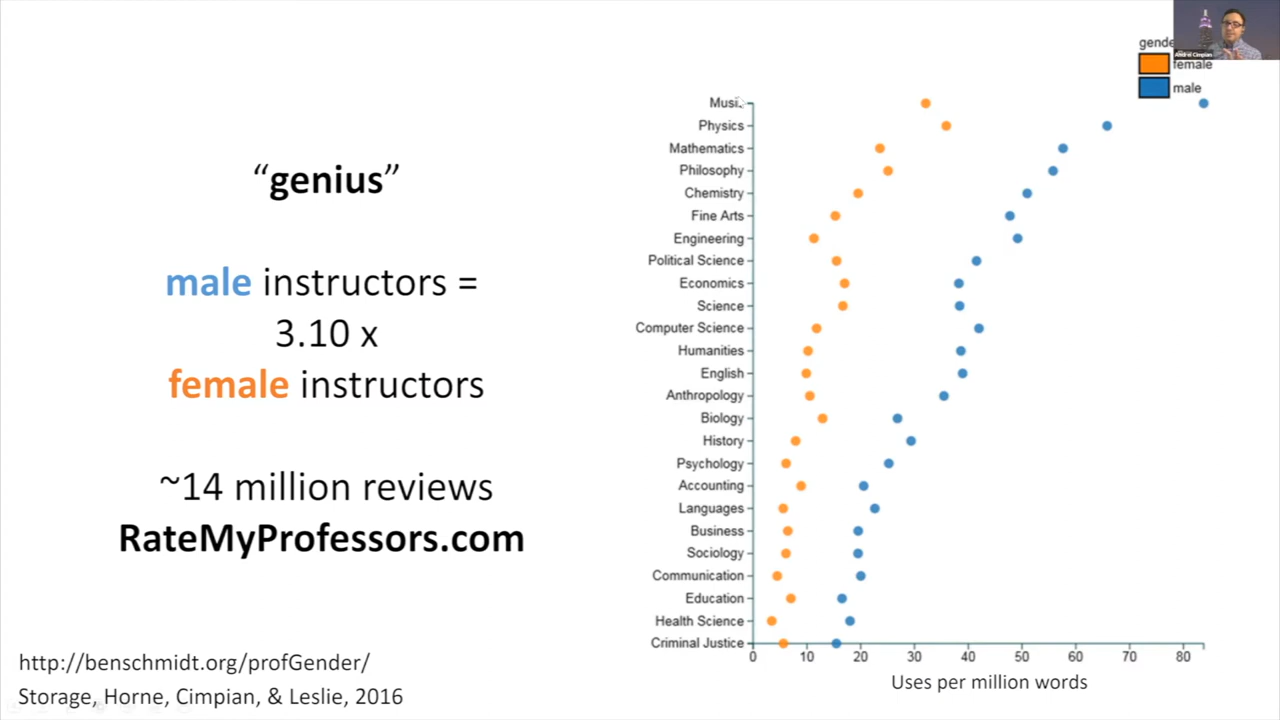 “genius”
male instructors =
3.10 x
female instructors
~14 million reviews
RateMyProfessors.com
http://benschmidt.org/profGender/
Storage, Horne, Cimpian, & Leslie, 2016
Andrei Cimpian
gende
female
male
Music
Physics
Mathematics
Philosophy
Chemistry
Fine Arts
Engineering
Political Science
Economics
Science
Computer Science
Humanities
English
Anthropology
Biology
History
Psychology
Accounting
Languages
Business
Sociology
Communication
Education
Health Science
Criminal Justice
0 10 20 30 40 50 60 70 80
Uses per million words